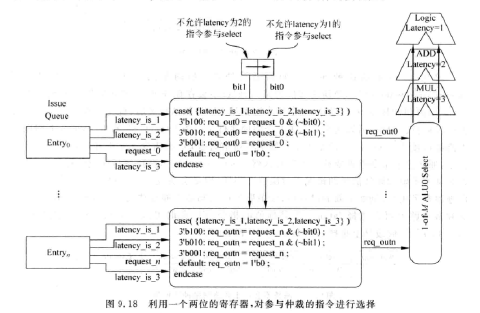 不允许latency为2的
指令参与select
不允许latency为1的
指令参与select
bit1
bit0
Logic
Latency=1
ADD
Latency=2
MUL
Latency=3
Issue
Queue
Entry0
latency_is_1
latency_is_2
request_0
latency_is_3
case( {latency_is_1,latency_is_2,latency_is_3} )
3'b100: req_out0 = request_0 & (~bit0) ;
3'b010: req_out0 = request_0 & (~bit1) ;
3'b001: req_out0 = request_0 ;
default: req_out0 = 1'b0 ;
endcase
req_out0
1-of-M ALU0 Select
⋮
⋮
Entryn
latency_is_1
latency_is_2
request_n
latency_is_3
case( {latency_is_1,latency_is_2,latency_is_3} )
3'b100: req_outn = request_n & (~bit0) ;
3'b010: req_outn = request_n & (~bit1) ;
3'b001: req_outn = request_n ;
default: req_outn = 1'b0 ;
endcase
req_outn
图 9.18 利用一个两位的寄存器,对参与仲裁的指令进行选择